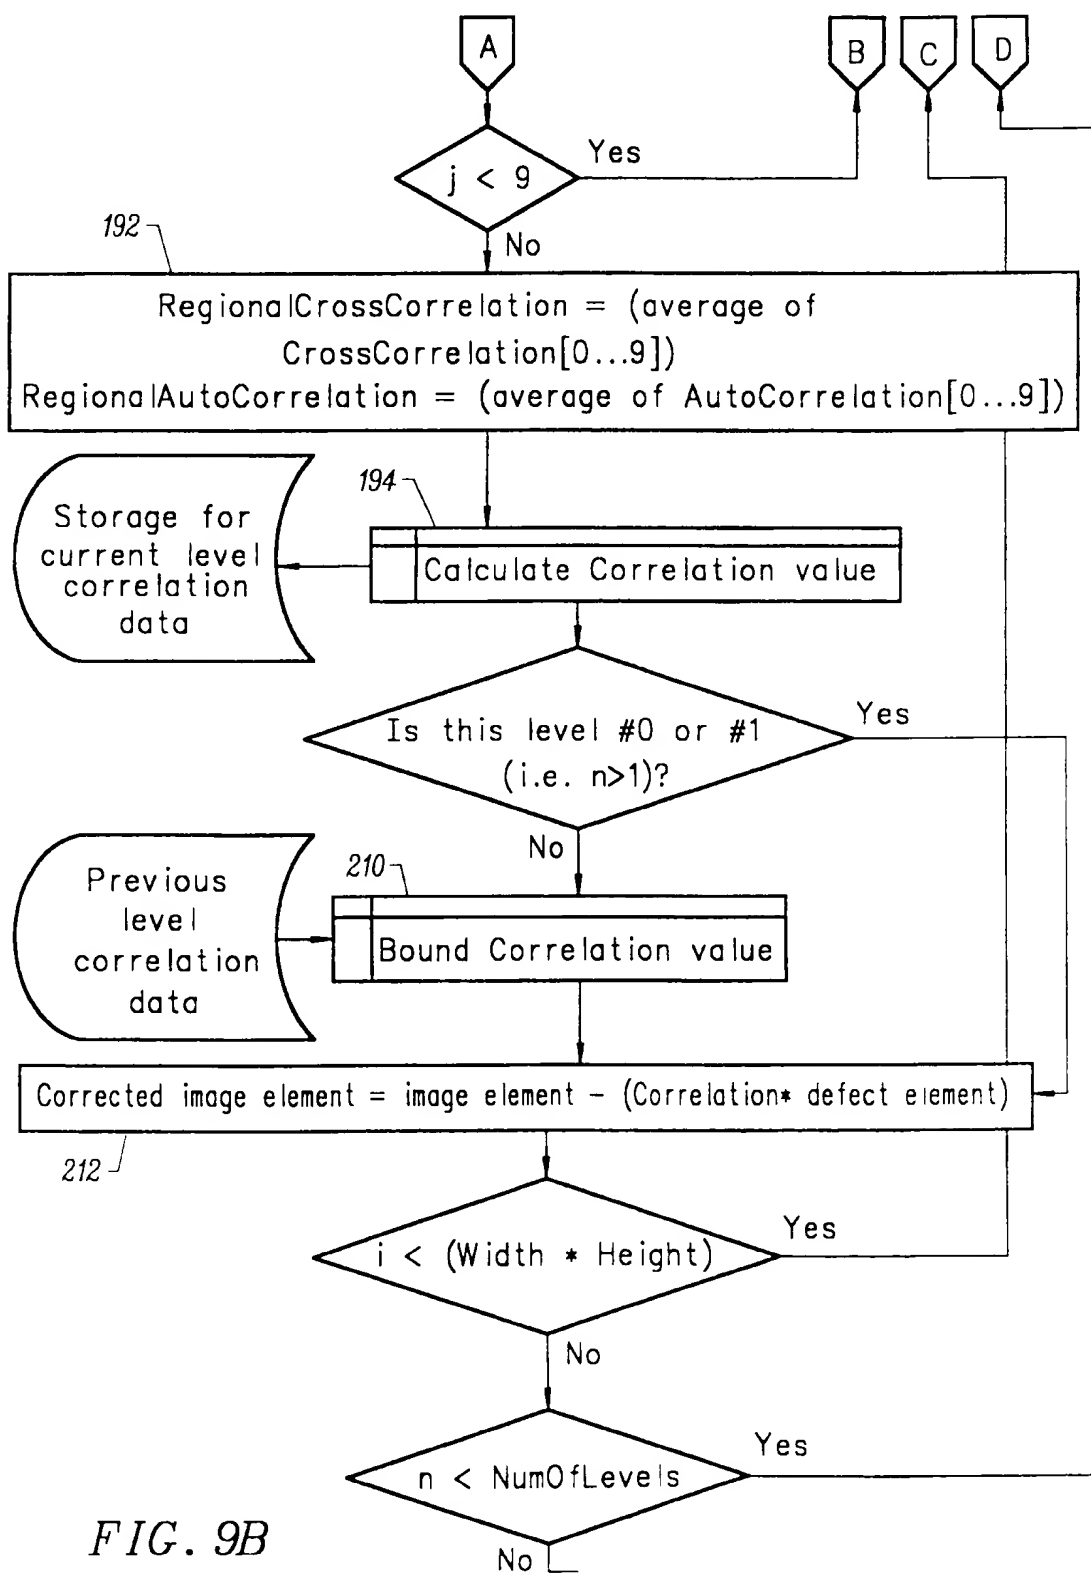 A
B
C
D
j < 9
Yes
No
192
RegionalCrossCorrelation = (average of
CrossCorrelation[0...9])
RegionalAutoCorrelation = (average of AutoCorrelation[0...9])
Storage for
current level
correlation
data
194
Calculate Correlation value
Is this level #0 or #1
(i.e. n>1)?
Yes
No
Previous
level
correlation
data
210
Bound Correlation value
Corrected image element = image element - (Correlation* defect element)
212
i < (Width * Height)
Yes
No
n < NumOfLevels
Yes
No
FIG. 9B